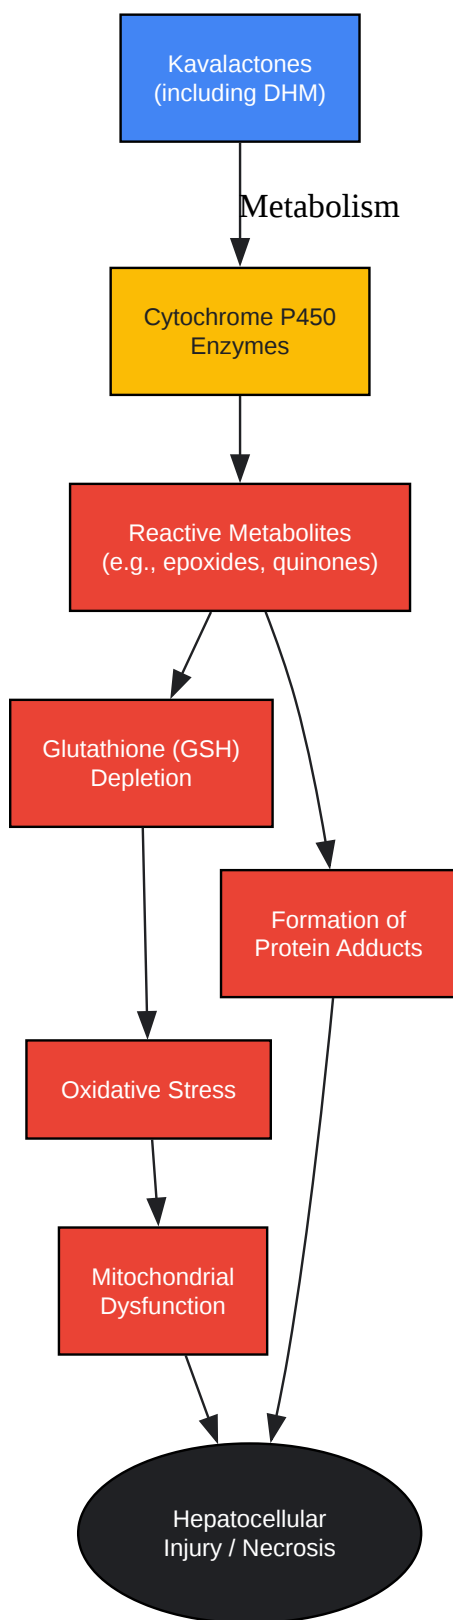 Kavalactones
(including DHM)
Metabolism
Cytochrome P450
Enzymes
Reactive Metabolites
(e.g., epoxides, quinones)
Glutathione (GSH)
Depletion
Formation of
Protein Adducts
Oxidative Stress
Mitochondrial
Dysfunction
Hepatocellular
Injury / Necrosis